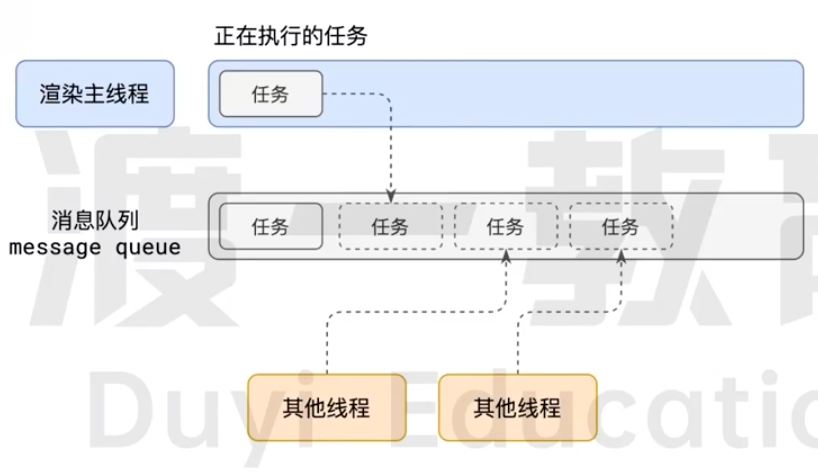 正在执行的任务
渲染主线程
任务
消息队列
message queue
任务
任务
任务
任务
其他线程
其他线程
渡一教育
Duyi Educatio